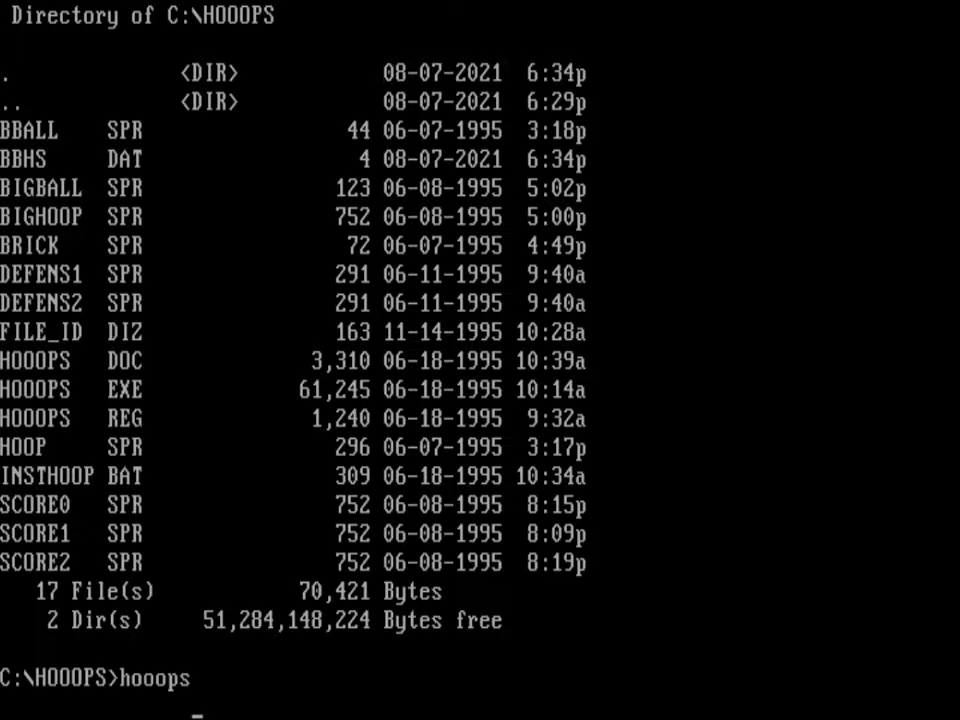 Directory of C:\HOOOPS
. <DIR> 08-07-2021 6:34p
.. <DIR> 08-07-2021 6:29p
BBALL SPR 44 06-07-1995 3:18p
BBHS DAT 4 08-07-2021 6:34p
BIGBALL SPR 123 06-08-1995 5:02p
BIGHOOP SPR 752 06-08-1995 5:00p
BRICK SPR 72 06-07-1995 4:49p
DEFENS1 SPR 291 06-11-1995 9:40a
DEFENS2 SPR 291 06-11-1995 9:40a
FILE_ID DIZ 163 11-14-1995 10:28a
HOOOPS DOC 3,310 06-18-1995 10:39a
HOOOPS EXE 61,245 06-18-1995 10:14a
HOOOPS REG 1,240 06-18-1995 9:32a
HOOP SPR 296 06-07-1995 3:17p
INSTHOOP BAT 309 06-18-1995 10:34a
SCORE0 SPR 752 06-08-1995 8:15p
SCORE1 SPR 752 06-08-1995 8:09p
SCORE2 SPR 752 06-08-1995 8:19p
17 File(s) 70,421 Bytes
2 Dir(s) 51,284,148,224 Bytes free
C:\HOOOPS>hooops